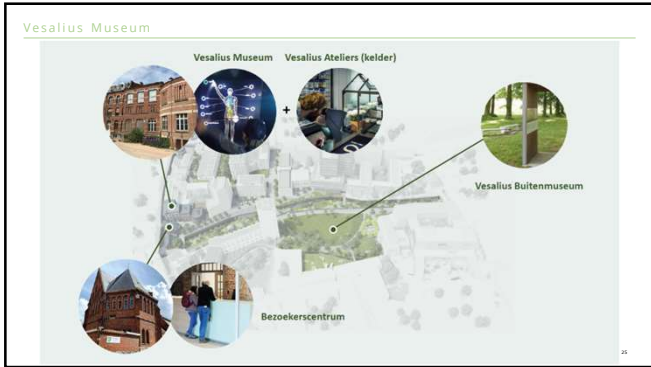 Vesalius Museum
Vesalius Museum
Vesalius Ateliers (kelder)
+
Vesalius Buitenmuseum
Bezoekerscentrum
25